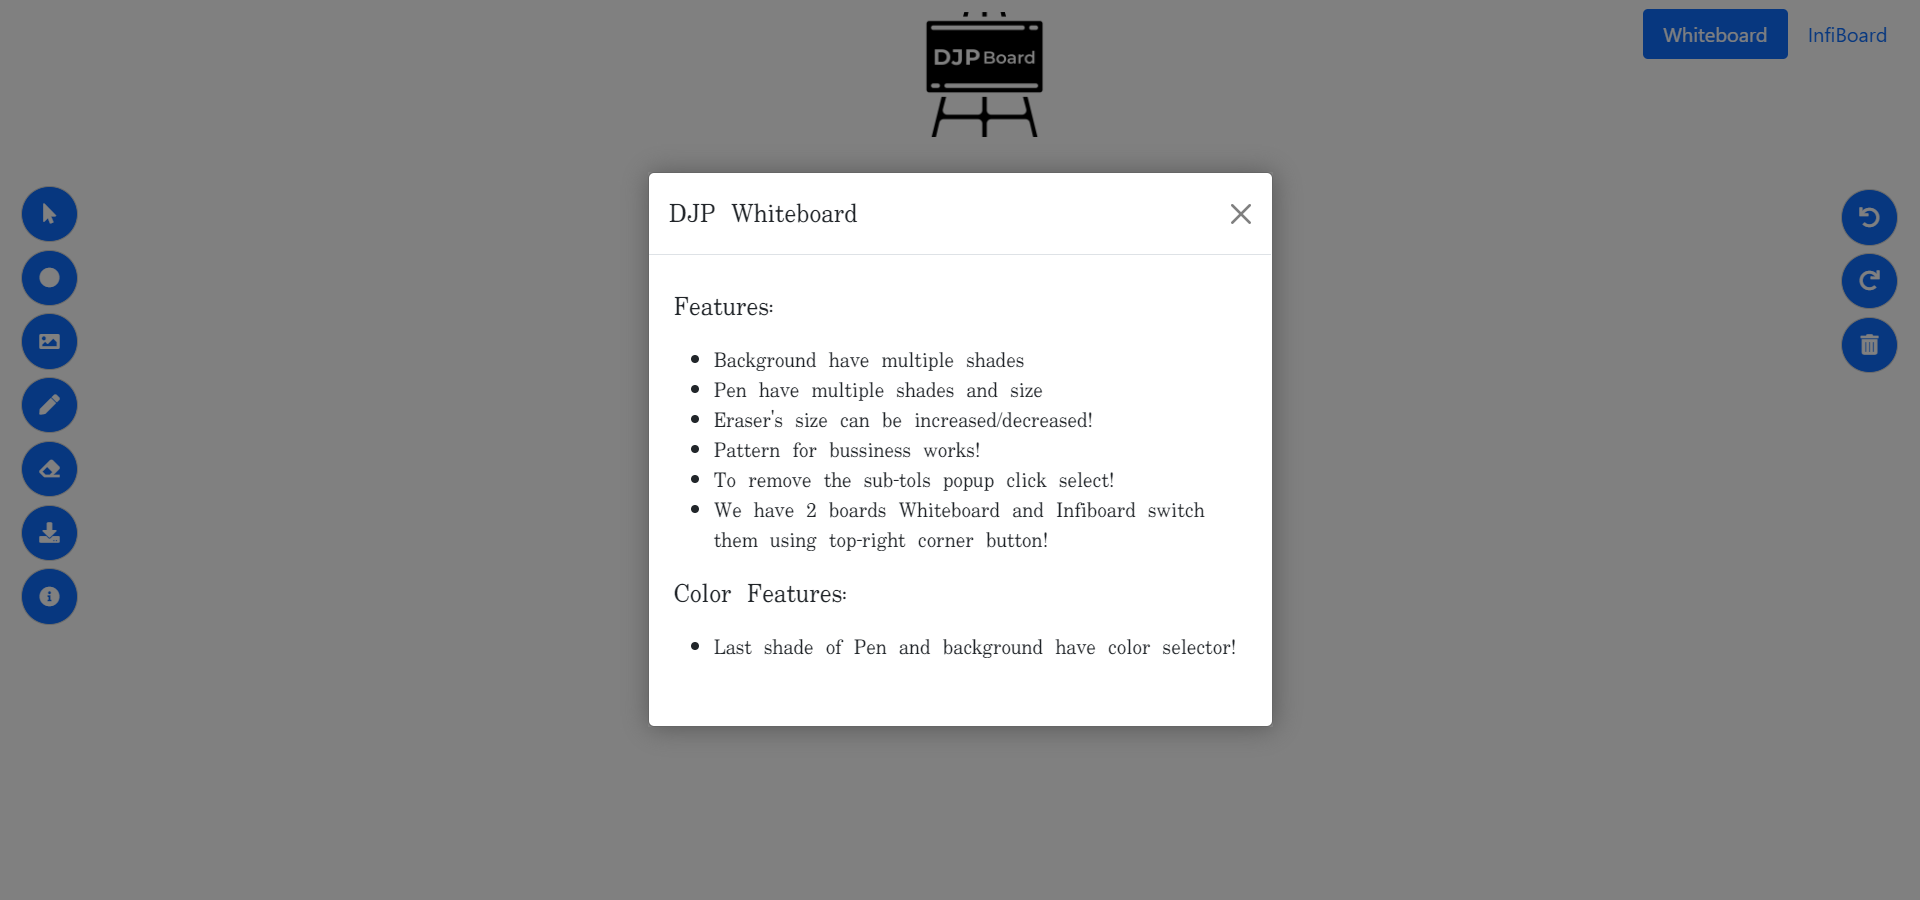 DJP Board
Whiteboard
InfiBoard
DJP Whiteboard
Features:
Background have multiple shades
Pen have multiple shades and size
Eraser's size can be increased/decreased!
Pattern for bussiness works!
To remove the sub-tols popup click select!
We have 2 boards Whiteboard and Infiboard switch
them using top-right corner button!
Color Features:
Last shade of Pen and background have color selector!